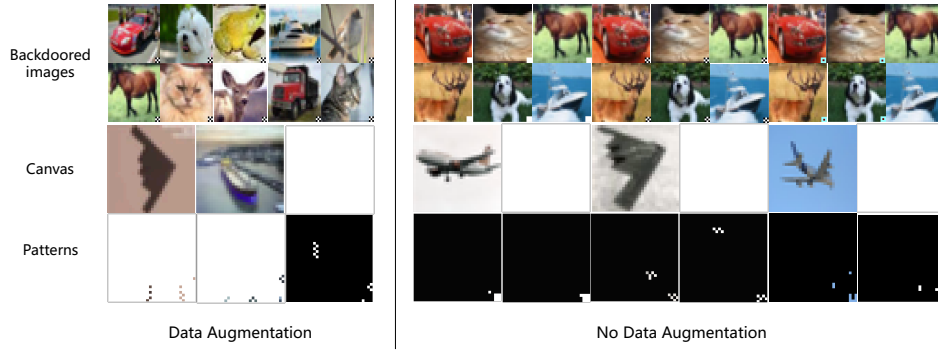 Backdoored
images
Canvas
Patterns
Data Augmentation
No Data Augmentation